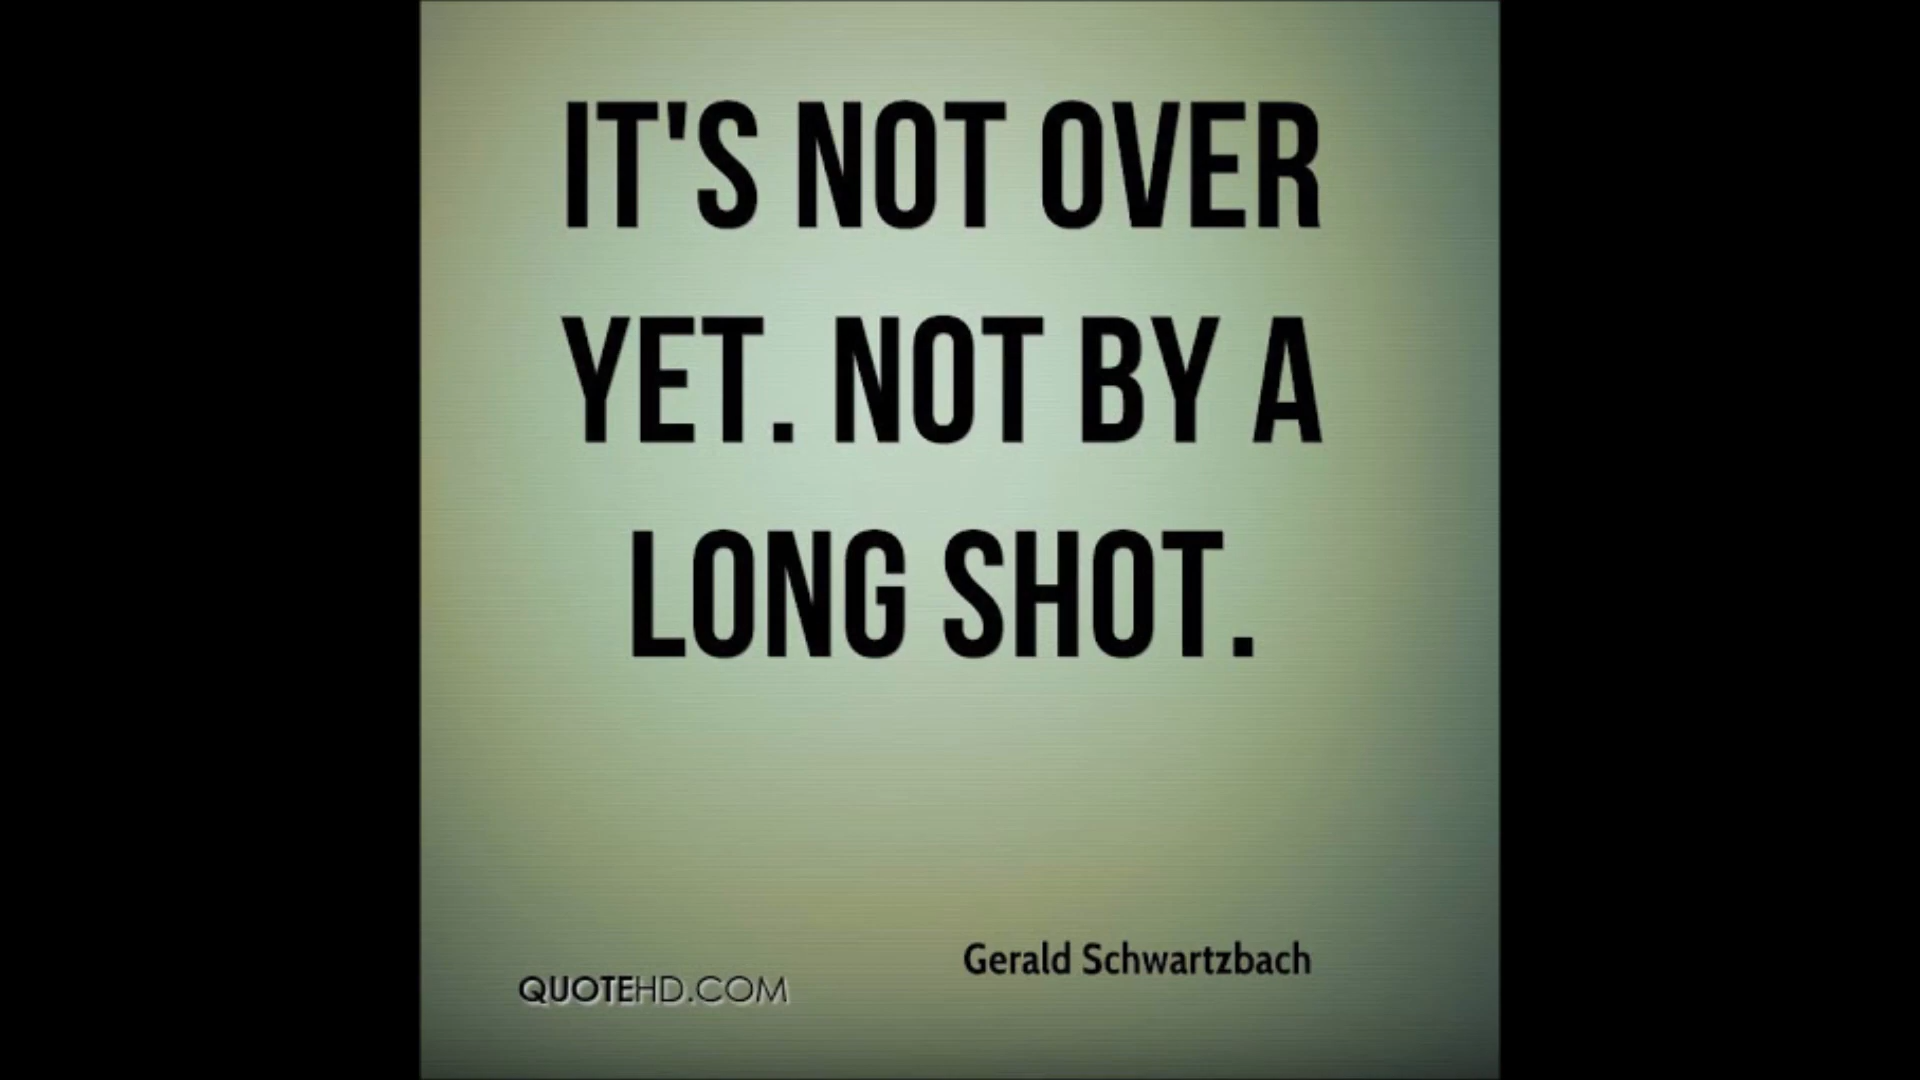 IT'S NOT OVER
YET. NOT BY A
LONG SHOT.
Gerald Schwartzbach
QUOTEHD.COM